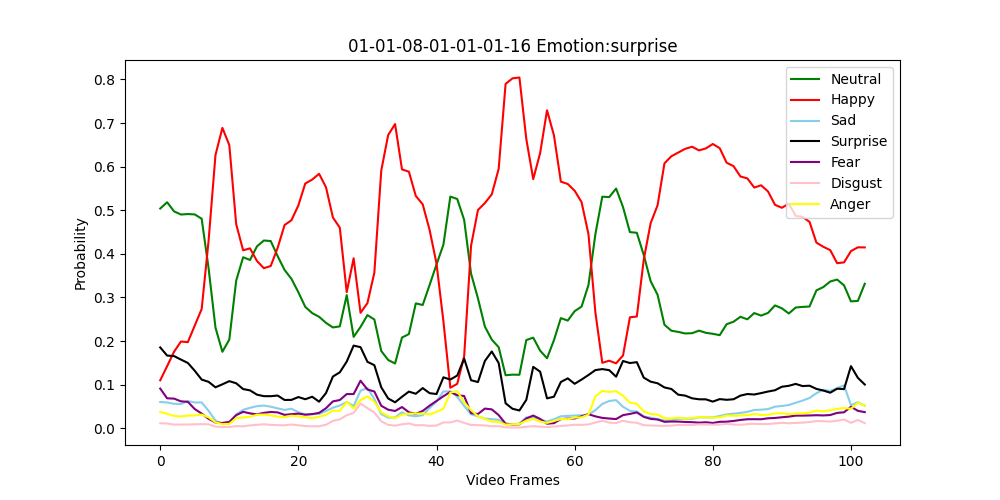 01-01-08-01-01-01-16 Emotion:surprise
Probability
0.8
0.7
0.6
0.5
0.4
0.3
0.2
0.1
0.0
Neutral
Happy
Sad
Surprise
Fear
Disgust
Anger
0 20 40 60 80 100
Video Frames